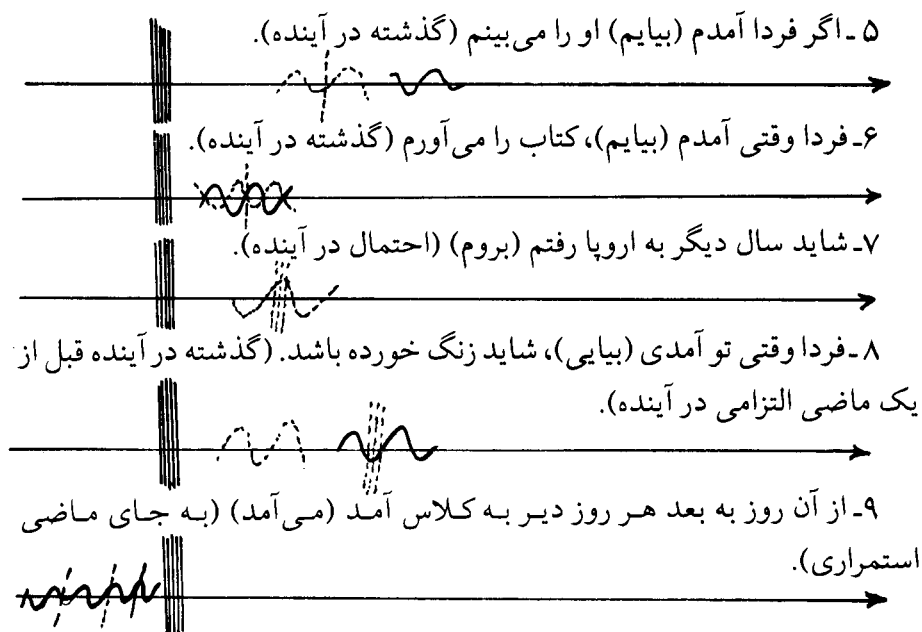 ۵ ـ اگر فردا آمدم (بیایم) او را می‌بینم (گذشته در آینده).
۶ـ فردا وقتی آمدم (بیایم)، کتاب را می‌آورم (گذشته در آینده).
۷ـ شاید سال دیگر به اروپا رفتم (بروم) (احتمال در آینده).
۸ ـ فردا وقتی تو آمدی (بیایی)، شاید زنگ خورده باشد. (گذشته در آینده قبل از
یک ماضی التزامی در آینده).
۹ـ از آن روز به بعد هر روز دیر به کلاس آمد (می‌آمد) (به جای ماضی
استمراری).